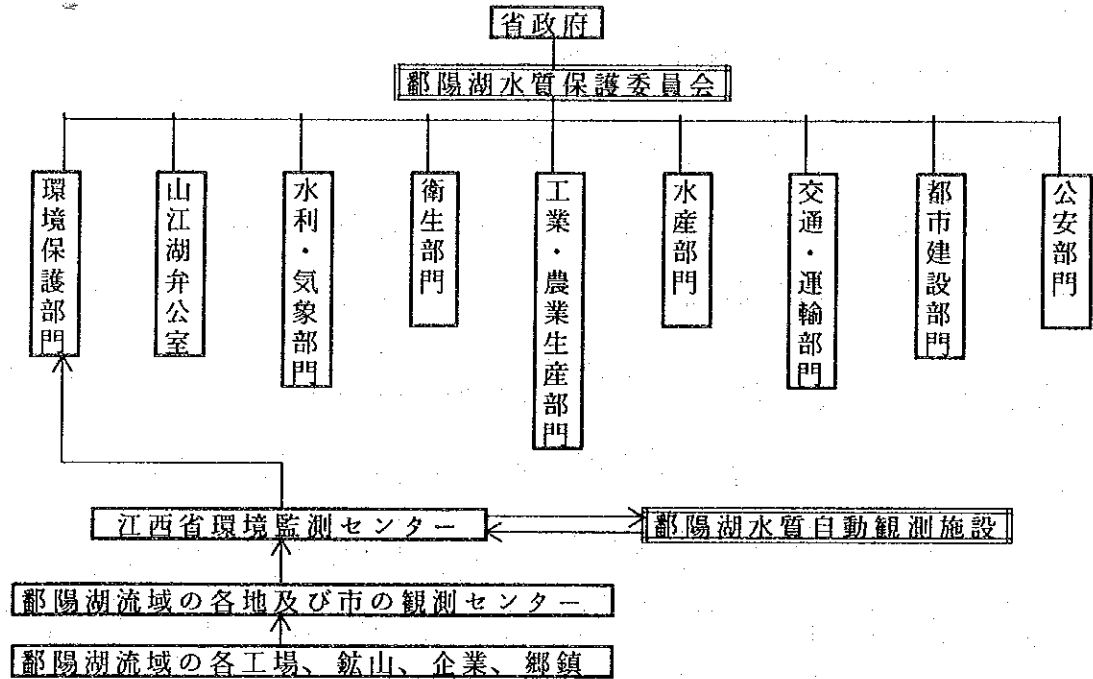 省政府
鄱陽湖水質保護委員会
環境保護部門
山江湖弁公室
水利・気象部門
衛生部門
工業・農業生産部門
水産部門
交通・運輸部門
都市建設部門
公安部門
江西省環境監測センター
鄱陽湖水質自動観測施設
鄱陽湖流域の各地及び市の観測センター
鄱陽湖流域の各工場、鉱山、企業、郷鎮